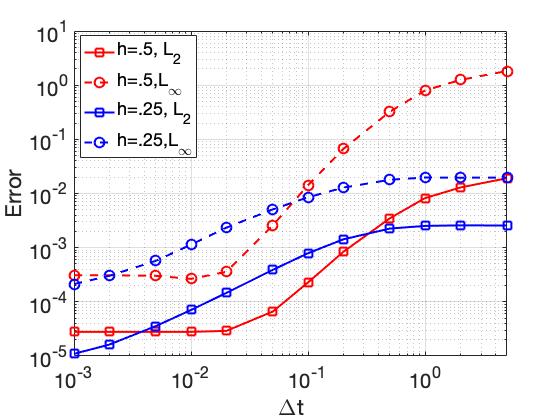 10^1
10^0
10^-1
10^-2
10^-3
10^-4
10^-5
Error
h=.5, L_2
h=.5,L_∞
h=.25, L_2
h=.25,L_∞
10^-3 10^-2 10^-1 10^0
Δt